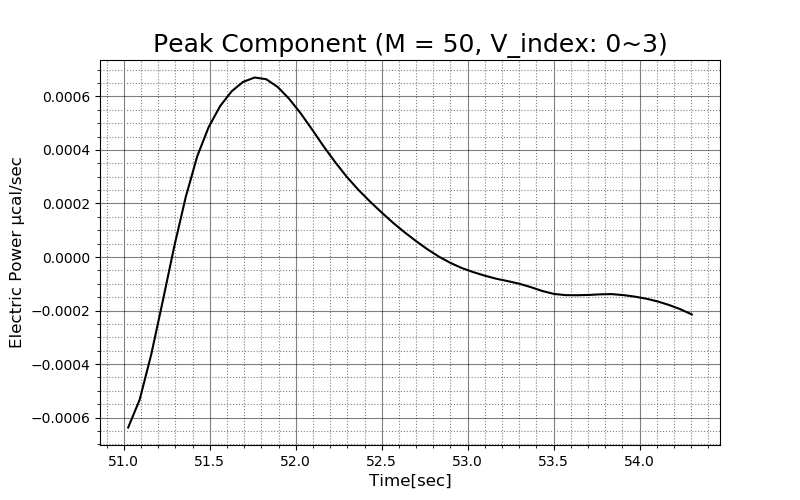 Peak Component (M = 50, V_index: 0~3)
Electric Power μcal/sec
0.0006
0.0004
0.0002
0.0000
−0.0002
−0.0004
−0.0006
51.0 51.5 52.0 52.5 53.0 53.5 54.0
Time[sec]